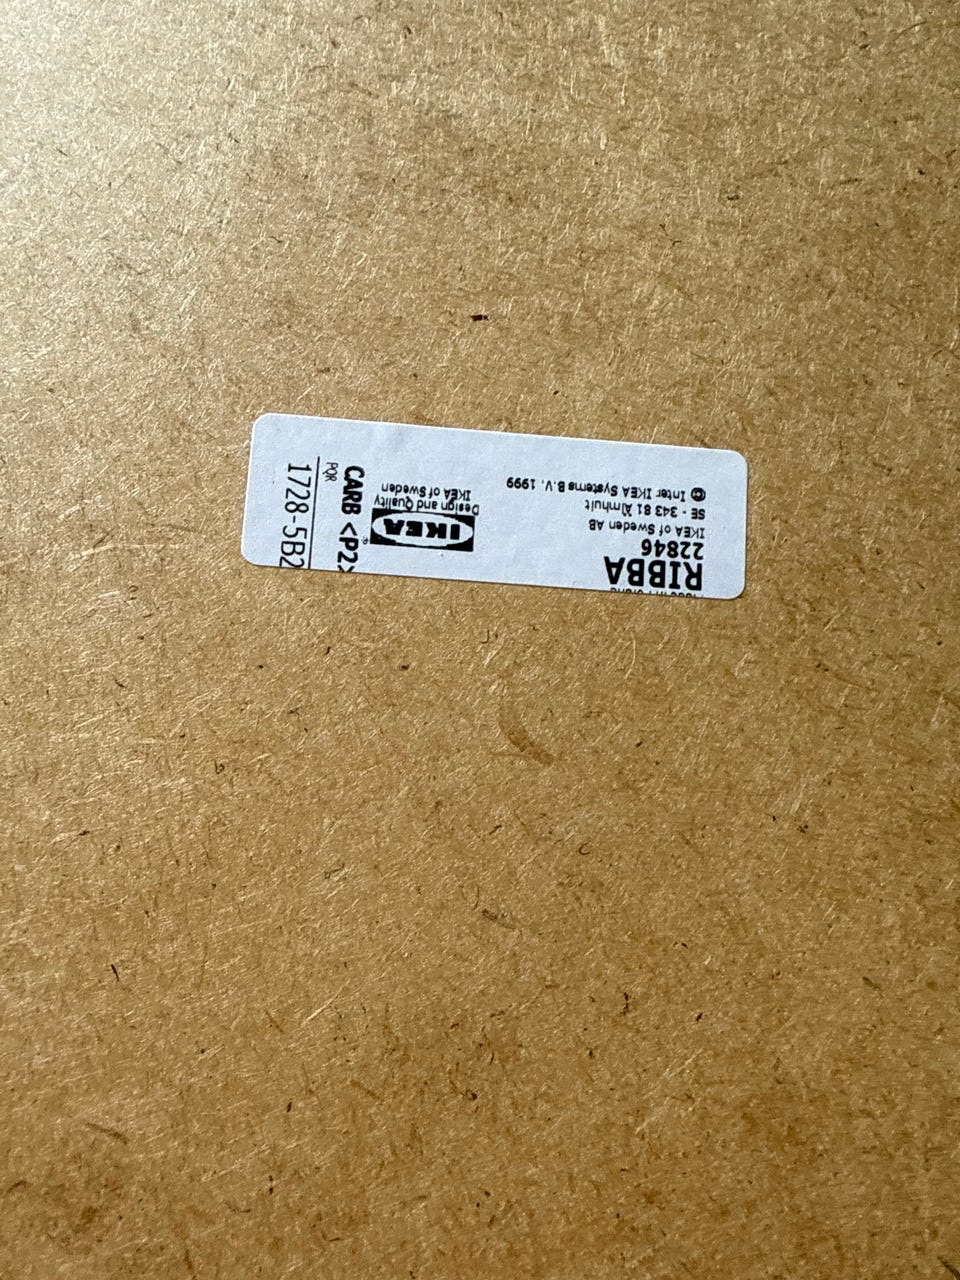 RIBBA
22846
IKEA of Sweden AB
SE - 343 81 Älmhult
© Inter IKEA Systems B.V. 1999
IKEA
®
Design and Quality
IKEA of Sweden
CARB <P2>
PQR
1728-5B2